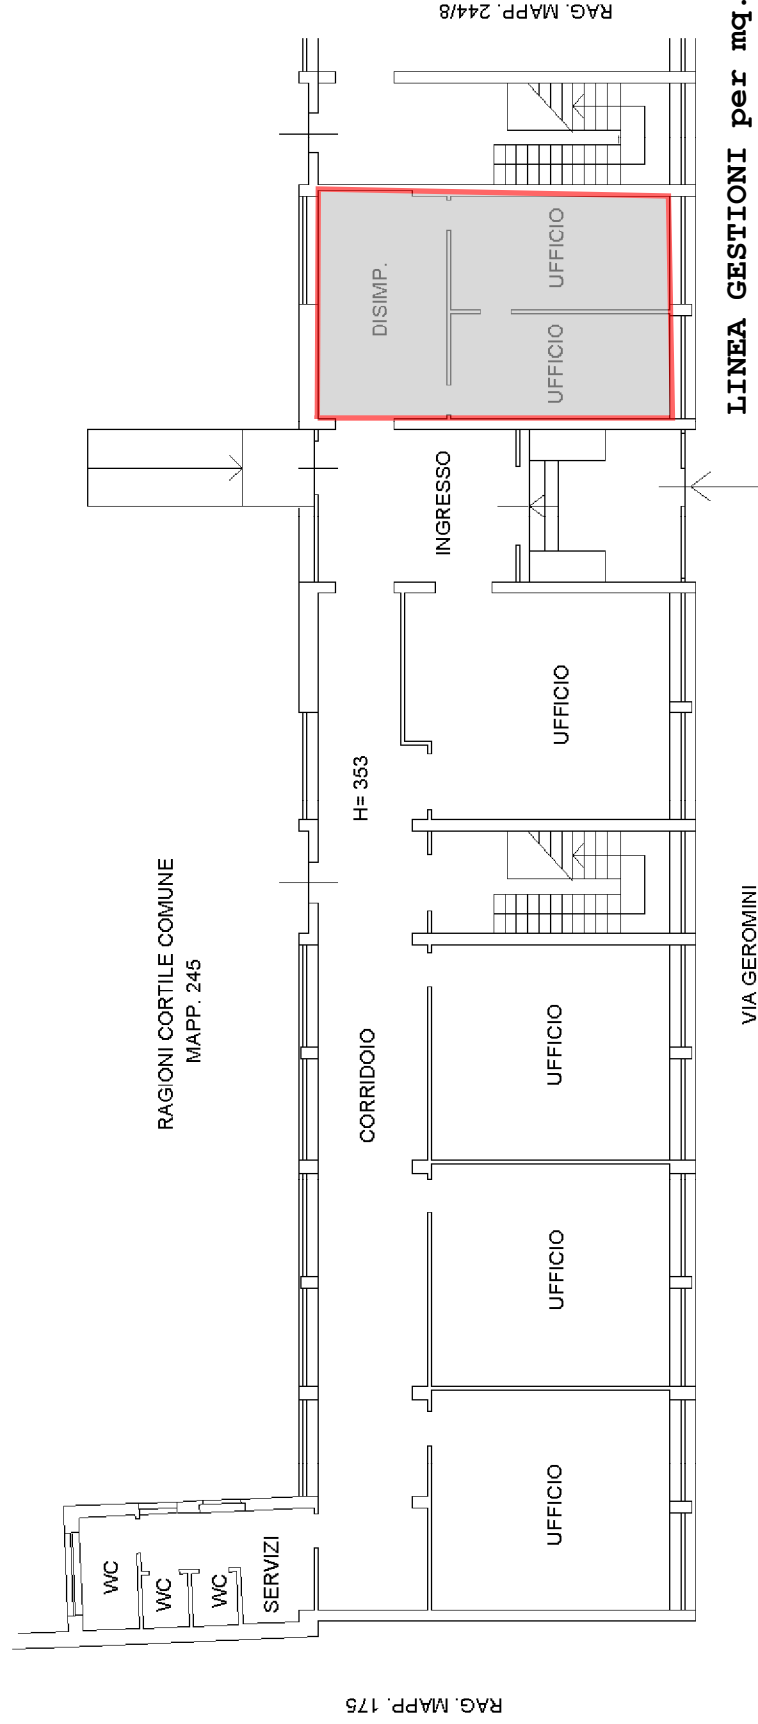 RAG. MAPP. 244/8
LINEA GESTIONI per mq.
DISIMP.
UFFICIO
UFFICIO
INGRESSO
UFFICIO
H= 353
RAGIONI CORTILE COMUNE
MAPP. 245
VIA GEROMINI
CORRIDOIO
UFFICIO
UFFICIO
UFFICIO
WC
WC
WC
SERVIZI
RAG. MAPP. 175